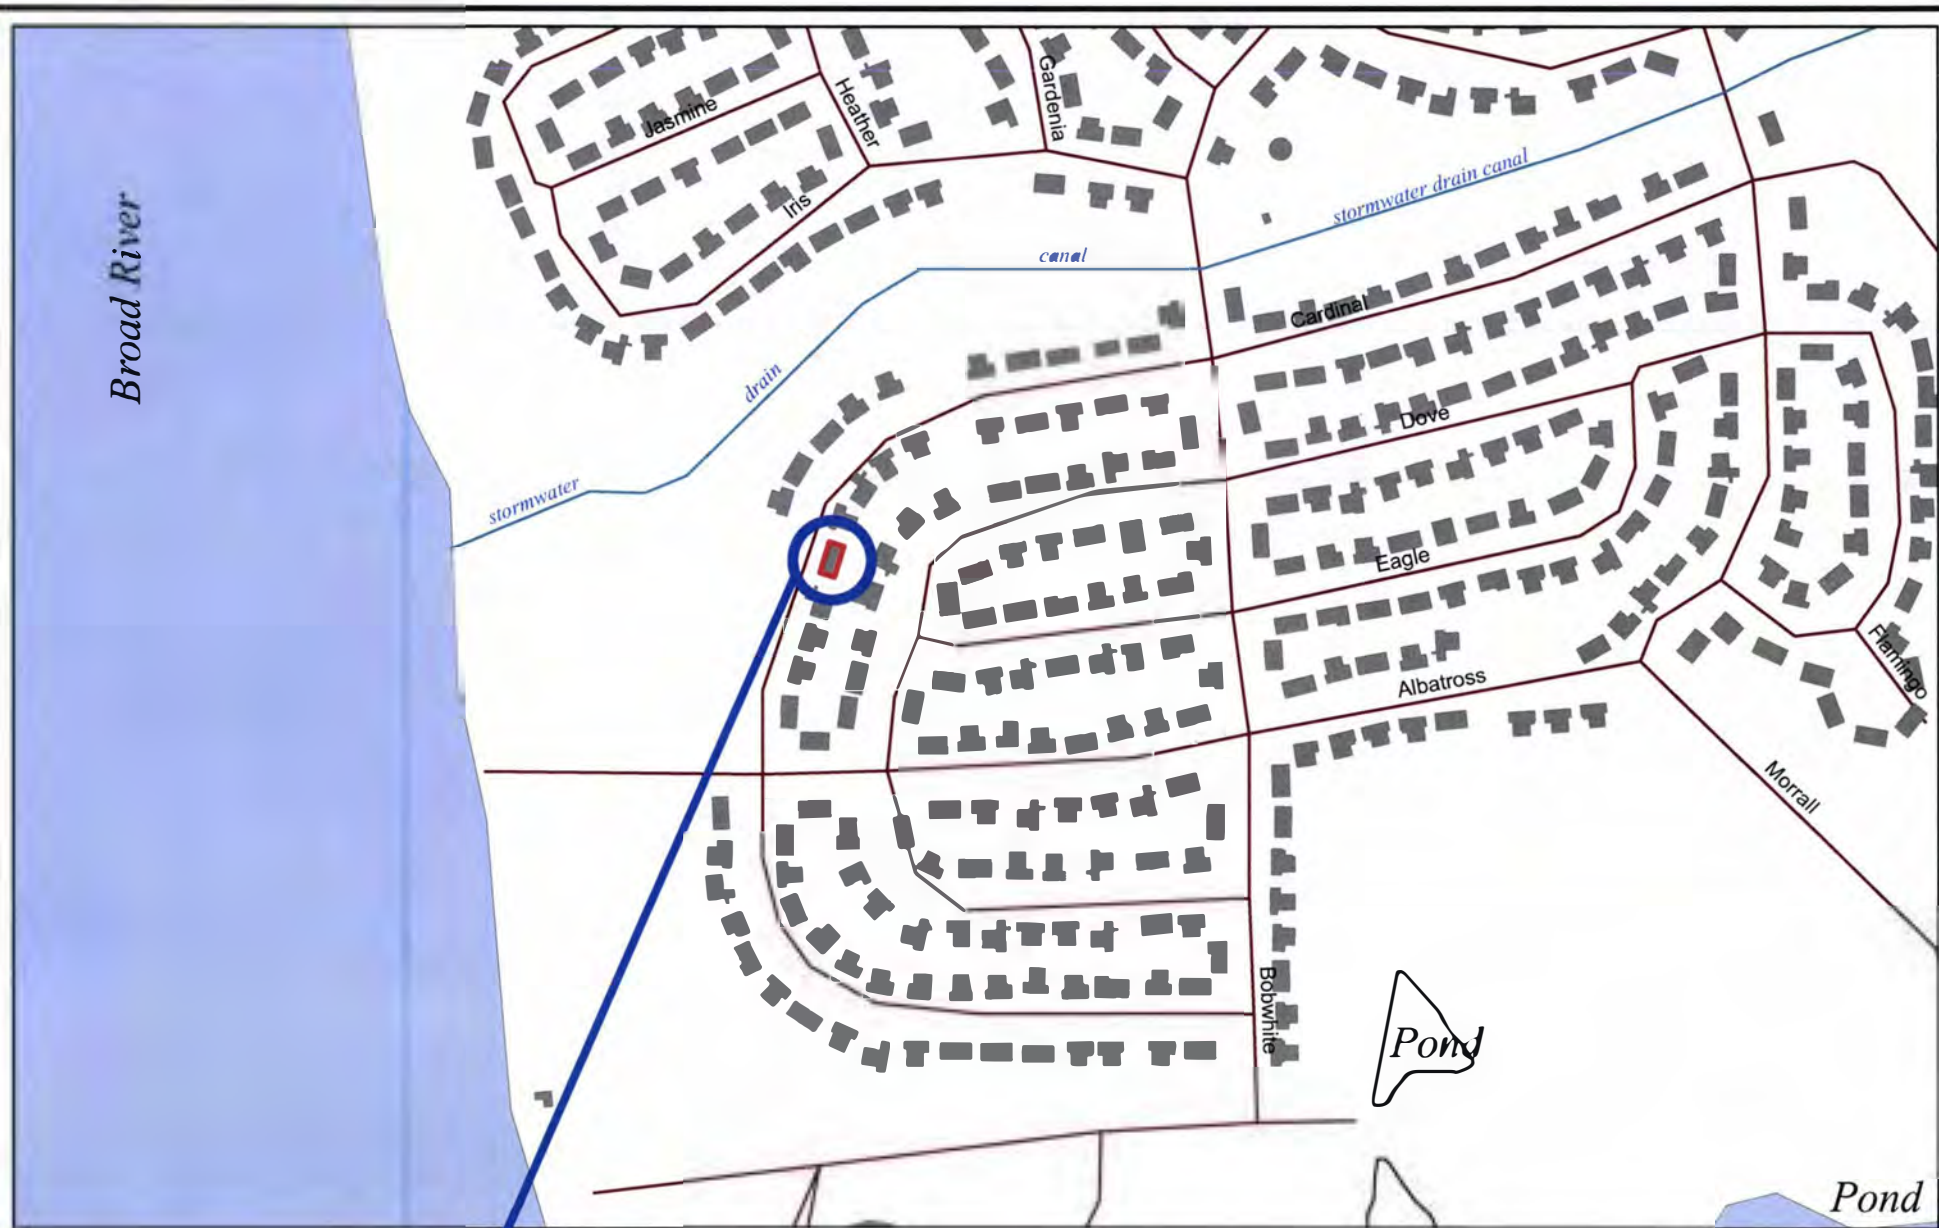 Gardenia
Heather
Jasmine
stormwater drain canal
Iris
Broad River
canal
Cardinal
drain
Dove
stormwater
Eagle
Flamingo
Albatross
Morrall
Bobwhite
Pond
Pond